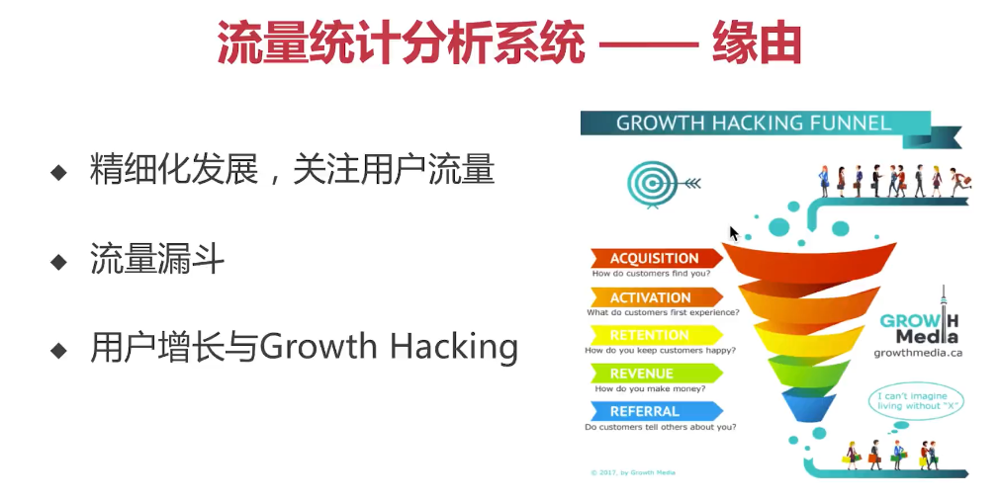 流量统计分析系统 —— 缘由
精细化发展，关注用户流量
流量漏斗
用户增长与Growth Hacking
GROWTH HACKING FUNNEL
ACQUISITION
How do customers find you?
ACTIVATION
What do customers first experience?
RETENTION
How do you keep customers happy?
REVENUE
How do you make money?
REFERRAL
Do customers tell others about you?
GROWTH
Media
growthmedia.ca
I can't imagine
living without "X"
© 2017, by Growth Media